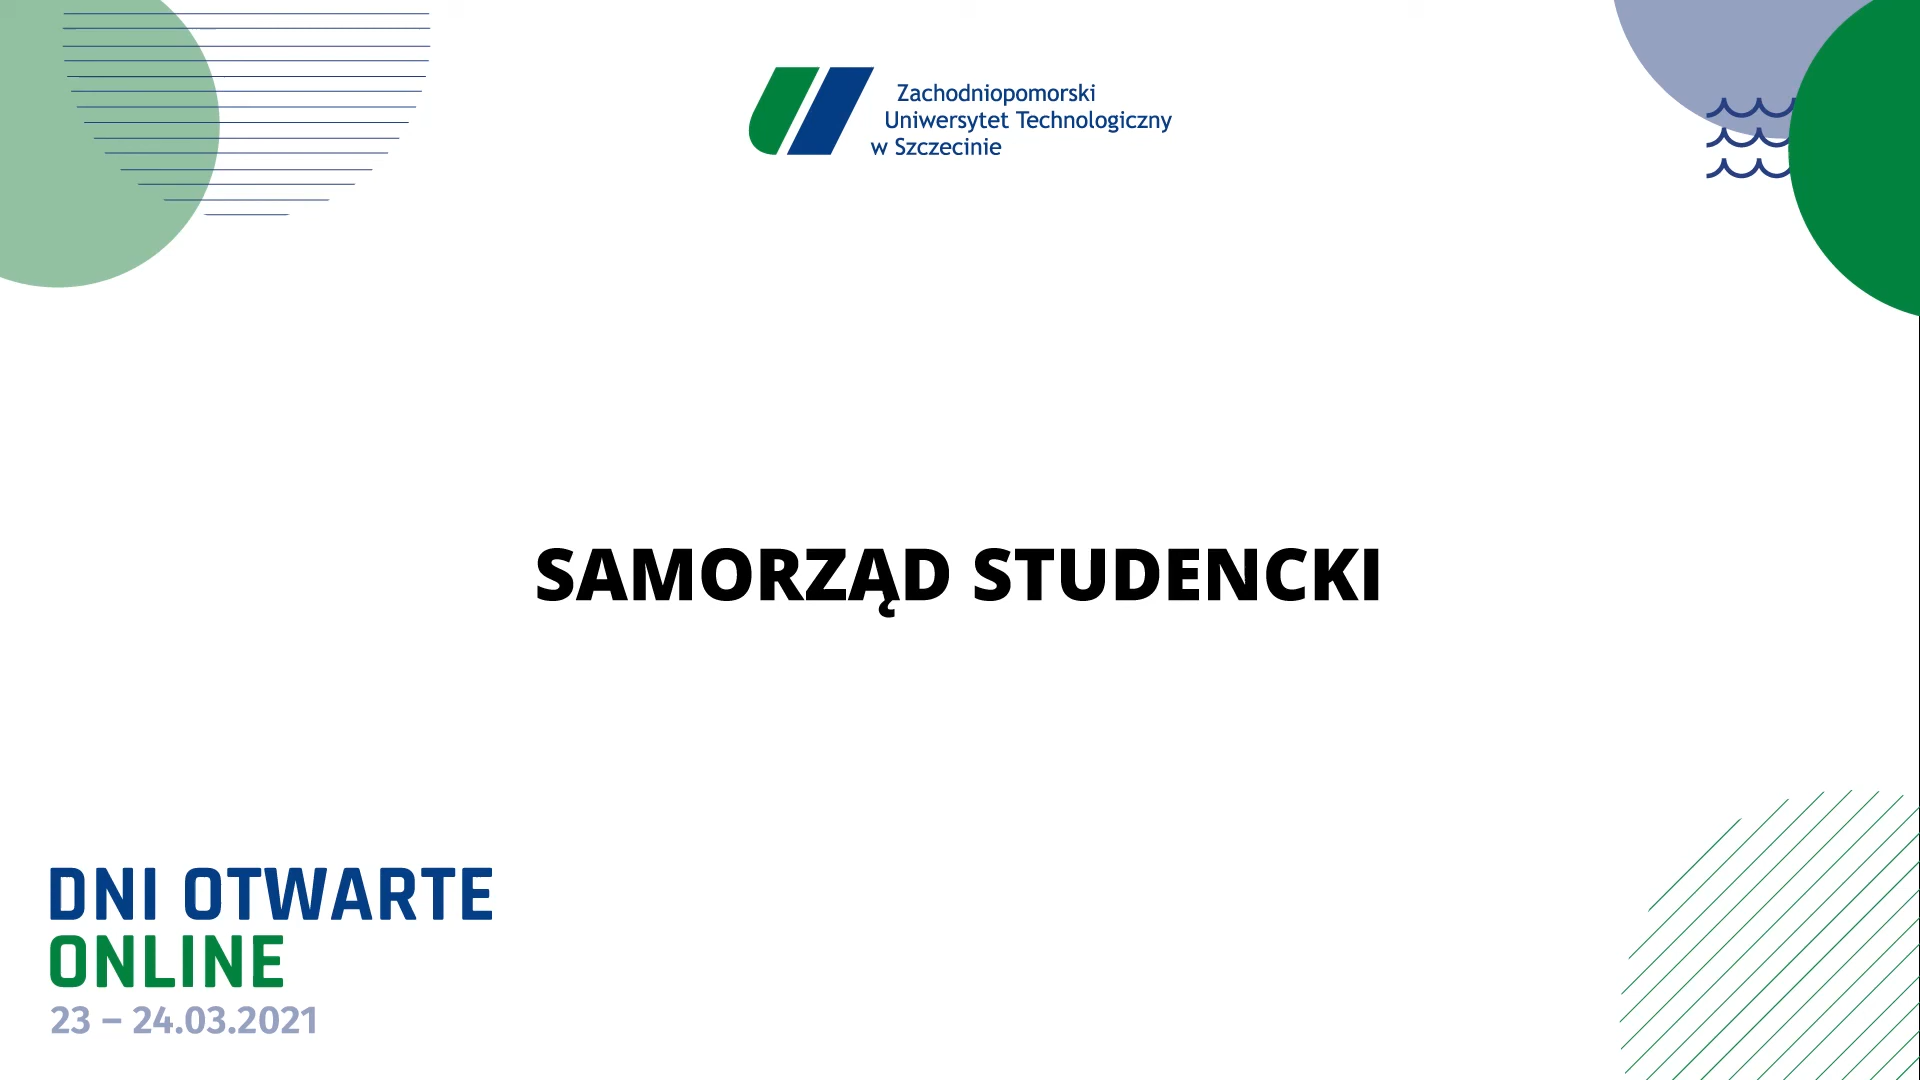 Zachodniopomorski
Uniwersytet Technologiczny
w Szczecinie
SAMORZĄD STUDENCKI
DNI OTWARTE
ONLINE
23 – 24.03.2021